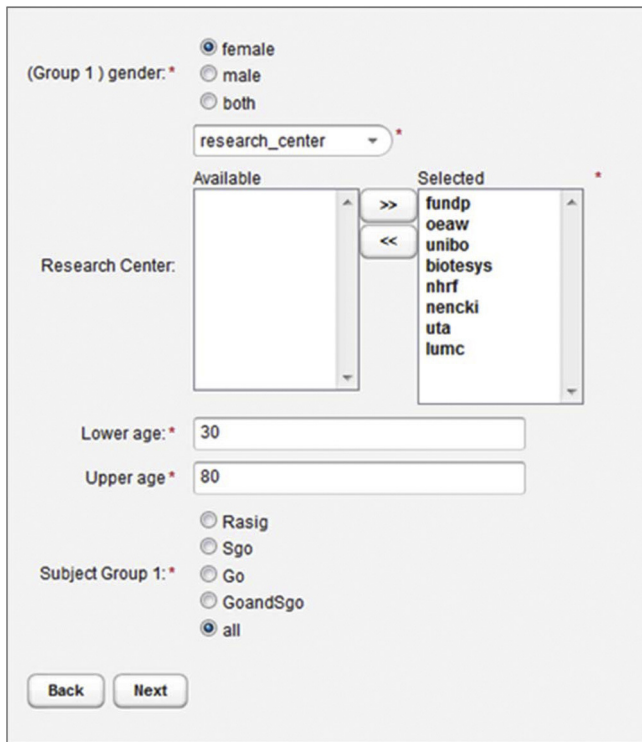 (Group 1 ) gender:*
female
male
both
research_center *
Available
Selected *
>>
<<
Research Center:
fundp
oeaw
unibo
biotesys
nhrf
nencki
uta
lumc
Lower age:* 30
Upper age* 80
Subject Group 1:*
Rasig
Sgo
Go
GoandSgo
all
Back Next